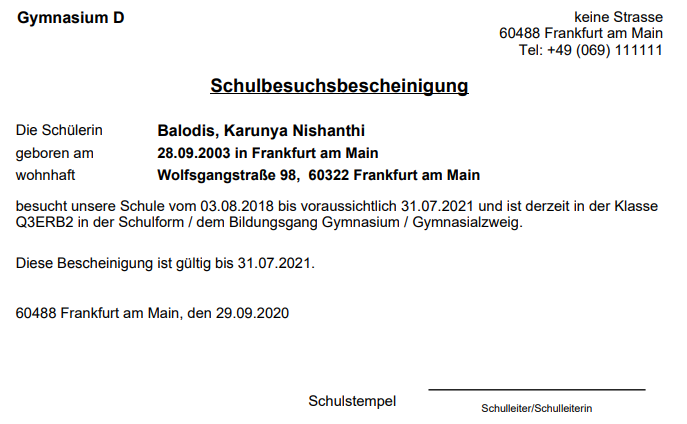 Gymnasium D
keine Strasse
60488 Frankfurt am Main
Tel: +49 (069) 111111
Schulbesuchsbescheinigung
Die Schülerin Balodis, Karunya Nishanthi
geboren am 28.09.2003 in Frankfurt am Main
wohnhaft Wolfsgangstraße 98, 60322 Frankfurt am Main
besucht unsere Schule vom 03.08.2018 bis voraussichtlich 31.07.2021 und ist derzeit in der Klasse
Q3ERB2 in der Schulform / dem Bildungsgang Gymnasium / Gymnasialzweig.
Diese Bescheinigung ist gültig bis 31.07.2021.
60488 Frankfurt am Main, den 29.09.2020
Schulstempel
Schulleiter/Schulleiterin